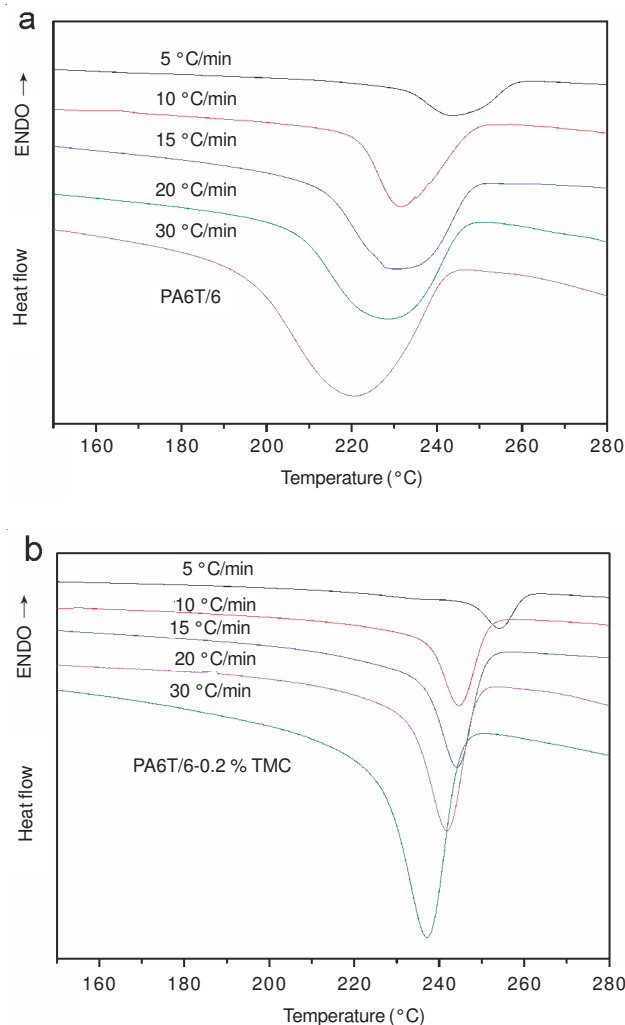 a
5 °C/min
10 °C/min
15 °C/min
20 °C/min
30 °C/min
PA6T/6
Heat flow
ENDO →
160 180 200 220 240 260 280
Temperature (°C)
b
5 °C/min
10 °C/min
15 °C/min
20 °C/min
30 °C/min
PA6T/6-0.2 % TMC
Heat flow
ENDO →
160 180 200 220 240 260 280
Temperature (°C)